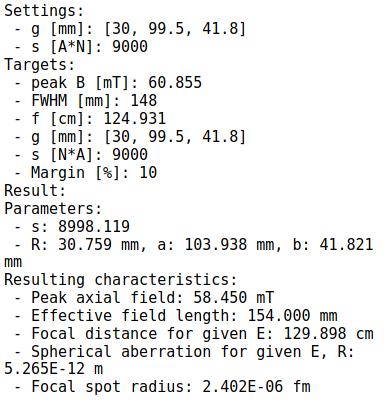 Settings:
- g [mm]: [30, 99.5, 41.8]
- s [A*N]: 9000
Targets:
- peak B [mT]: 60.855
- FWHM [mm]: 148
- f [cm]: 124.931
- g [mm]: [30, 99.5, 41.8]
- s [N*A]: 9000
- Margin [%]: 10
Result:
Parameters:
- s: 8998.119
- R: 30.759 mm, a: 103.938 mm, b: 41.821
mm
Resulting characteristics:
- Peak axial field: 58.450 mT
- Effective field length: 154.000 mm
- Focal distance for given E: 129.898 cm
- Spherical aberration for given E, R:
5.265E-12 m
- Focal spot radius: 2.402E-06 fm